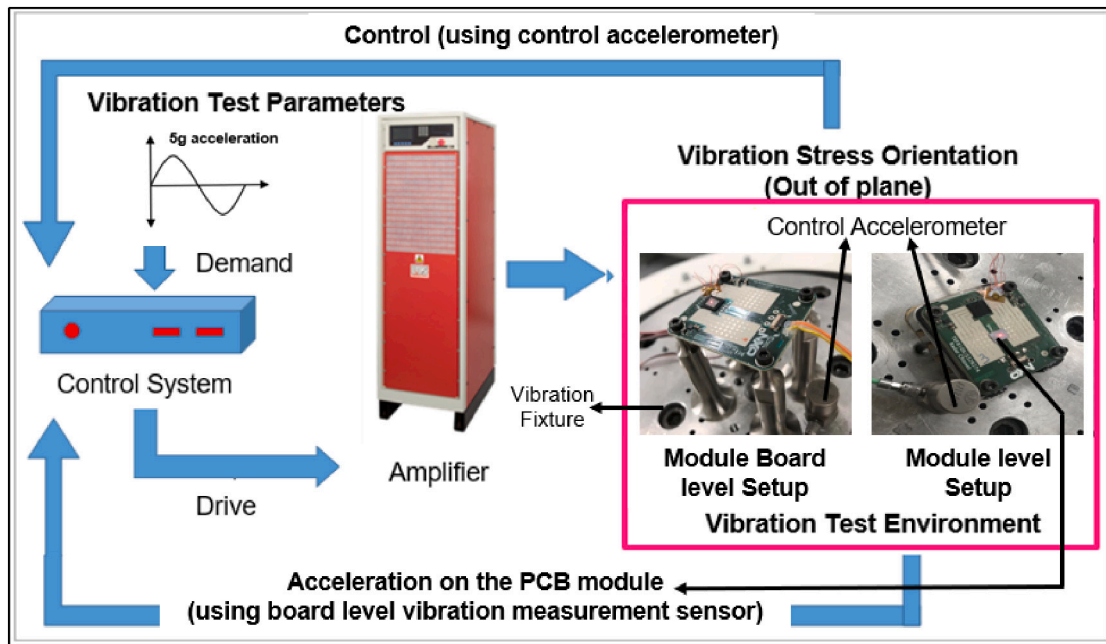 Control (using control accelerometer)
Vibration Test Parameters
5g acceleration
Demand
Control System
Drive
Amplifier
Vibration Stress Orientation
(Out of plane)
Control Accelerometer
Vibration
Fixture
Module Board
level Setup
Module level
Setup
Vibration Test Environment
Acceleration on the PCB module
(using board level vibration measurement sensor)